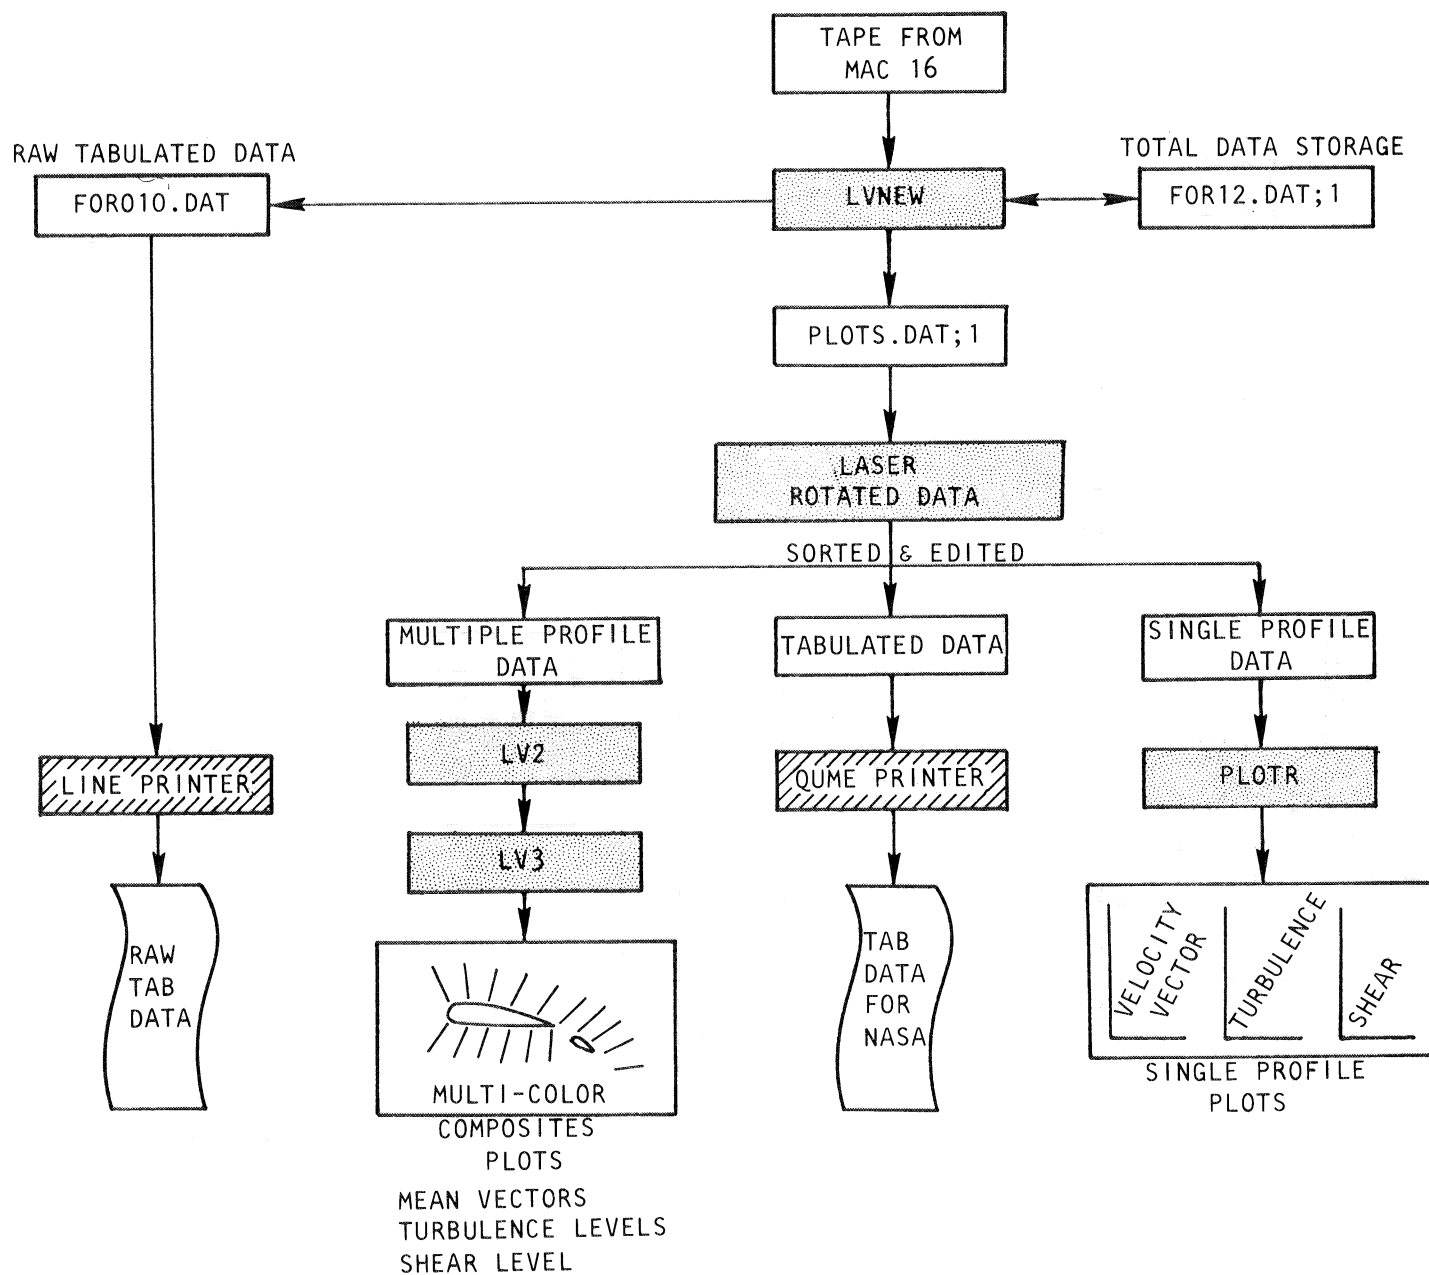 TAPE FROM
MAC 16
RAW TABULATED DATA
TOTAL DATA STORAGE
FOR010.DAT
LVNEW
FOR12.DAT;1
PLOTS.DAT;1
LASER
ROTATED DATA
SORTED & EDITED
MULTIPLE PROFILE
DATA
TABULATED DATA
SINGLE PROFILE
DATA
LV2
LINE PRINTER
QUME PRINTER
PLOTR
LV3
RAW
TAB
DATA
TAB
DATA
FOR
NASA
VELOCITY
VECTOR
TURBULENCE
SHEAR
MULTI-COLOR
COMPOSITES
PLOTS
SINGLE PROFILE
PLOTS
MEAN VECTORS
TURBULENCE LEVELS
SHEAR LEVEL